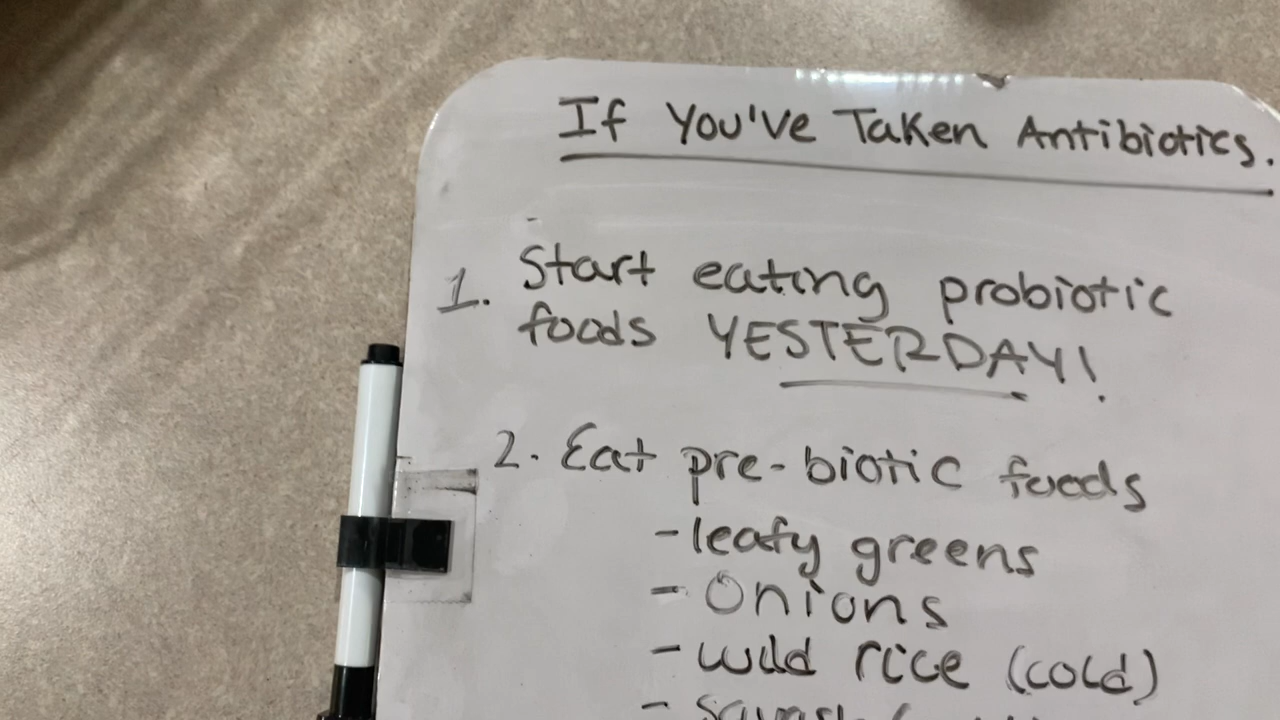 If You've Taken Antibiotics.
1. Start eating probiotic
foods YESTERDAY!
2. Eat pre-biotic foods
- leafy greens
- Onions
- wild rice (cold)
- squash